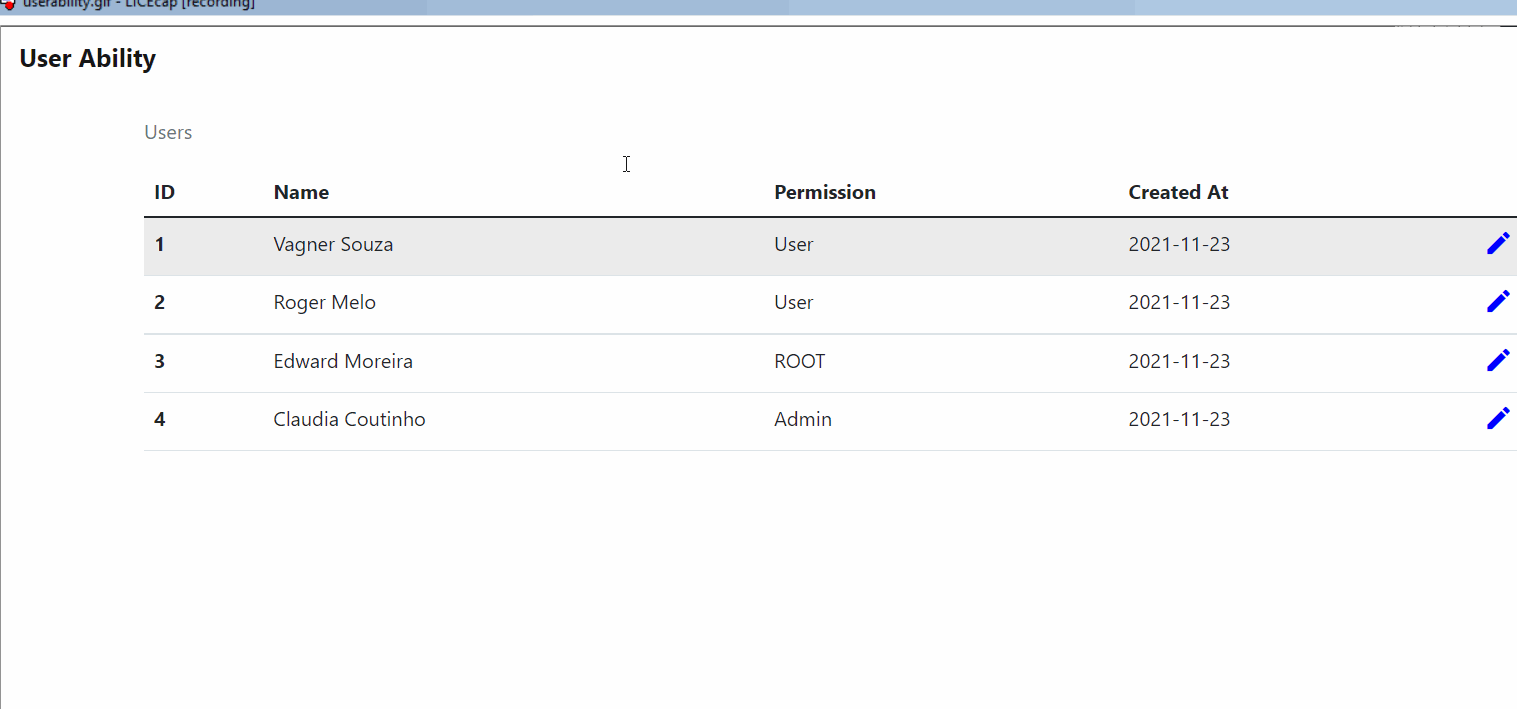 userability.gif - LICEcap [recording]
User Ability
Users
ID Name Permission Created At
1 Vagner Souza User 2021-11-23
2 Roger Melo User 2021-11-23
3 Edward Moreira ROOT 2021-11-23
4 Claudia Coutinho Admin 2021-11-23